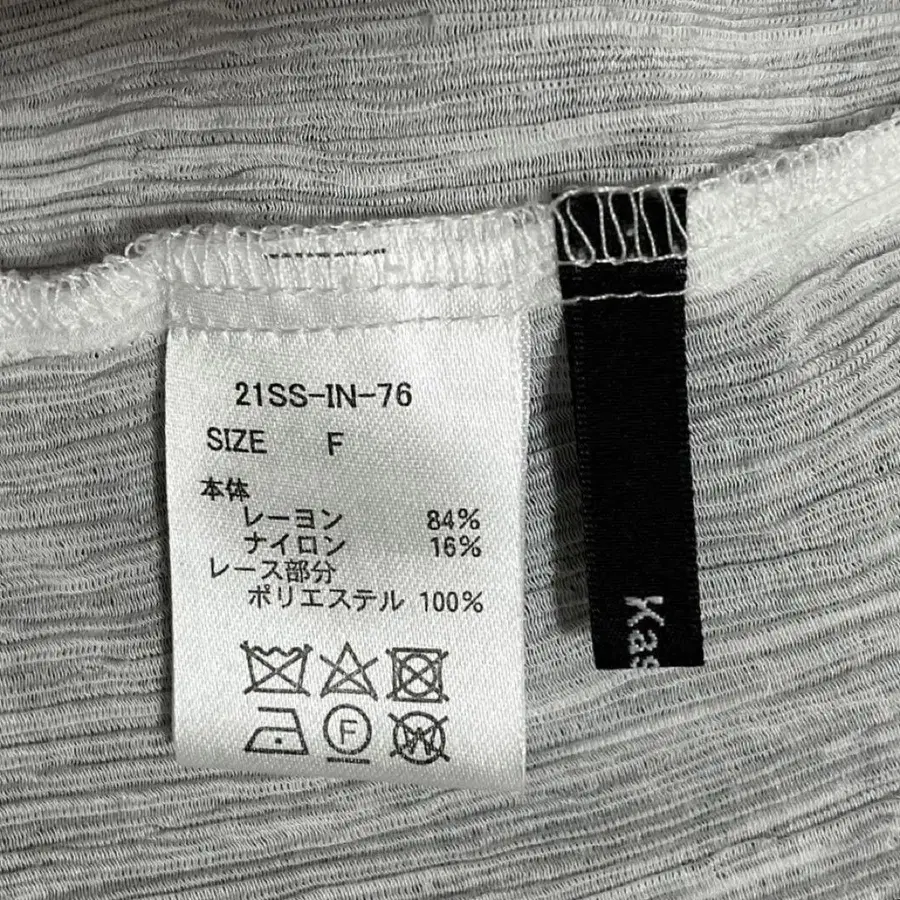 21SS-IN-76
SIZE F
本体
レーヨン 84%
ナイロン 16%
レース部分
ポリエステル 100%
F
W
Kas